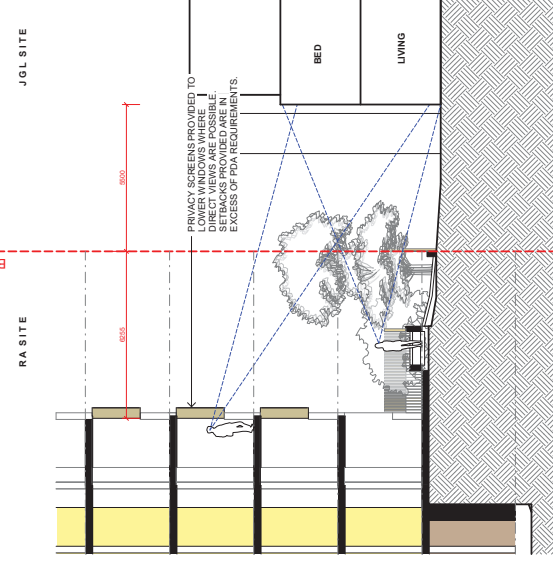 JGL SITE
RA SITE
5500
6255
PRIVACY SCREENS PROVIDED TO
LOWER WINDOWS WHERE
DIRECT VIEWS ARE POSSIBLE.
SETBACKS PROVIDED ARE IN
EXCESS OF PDA REQUIREMENTS.
BED
LIVING